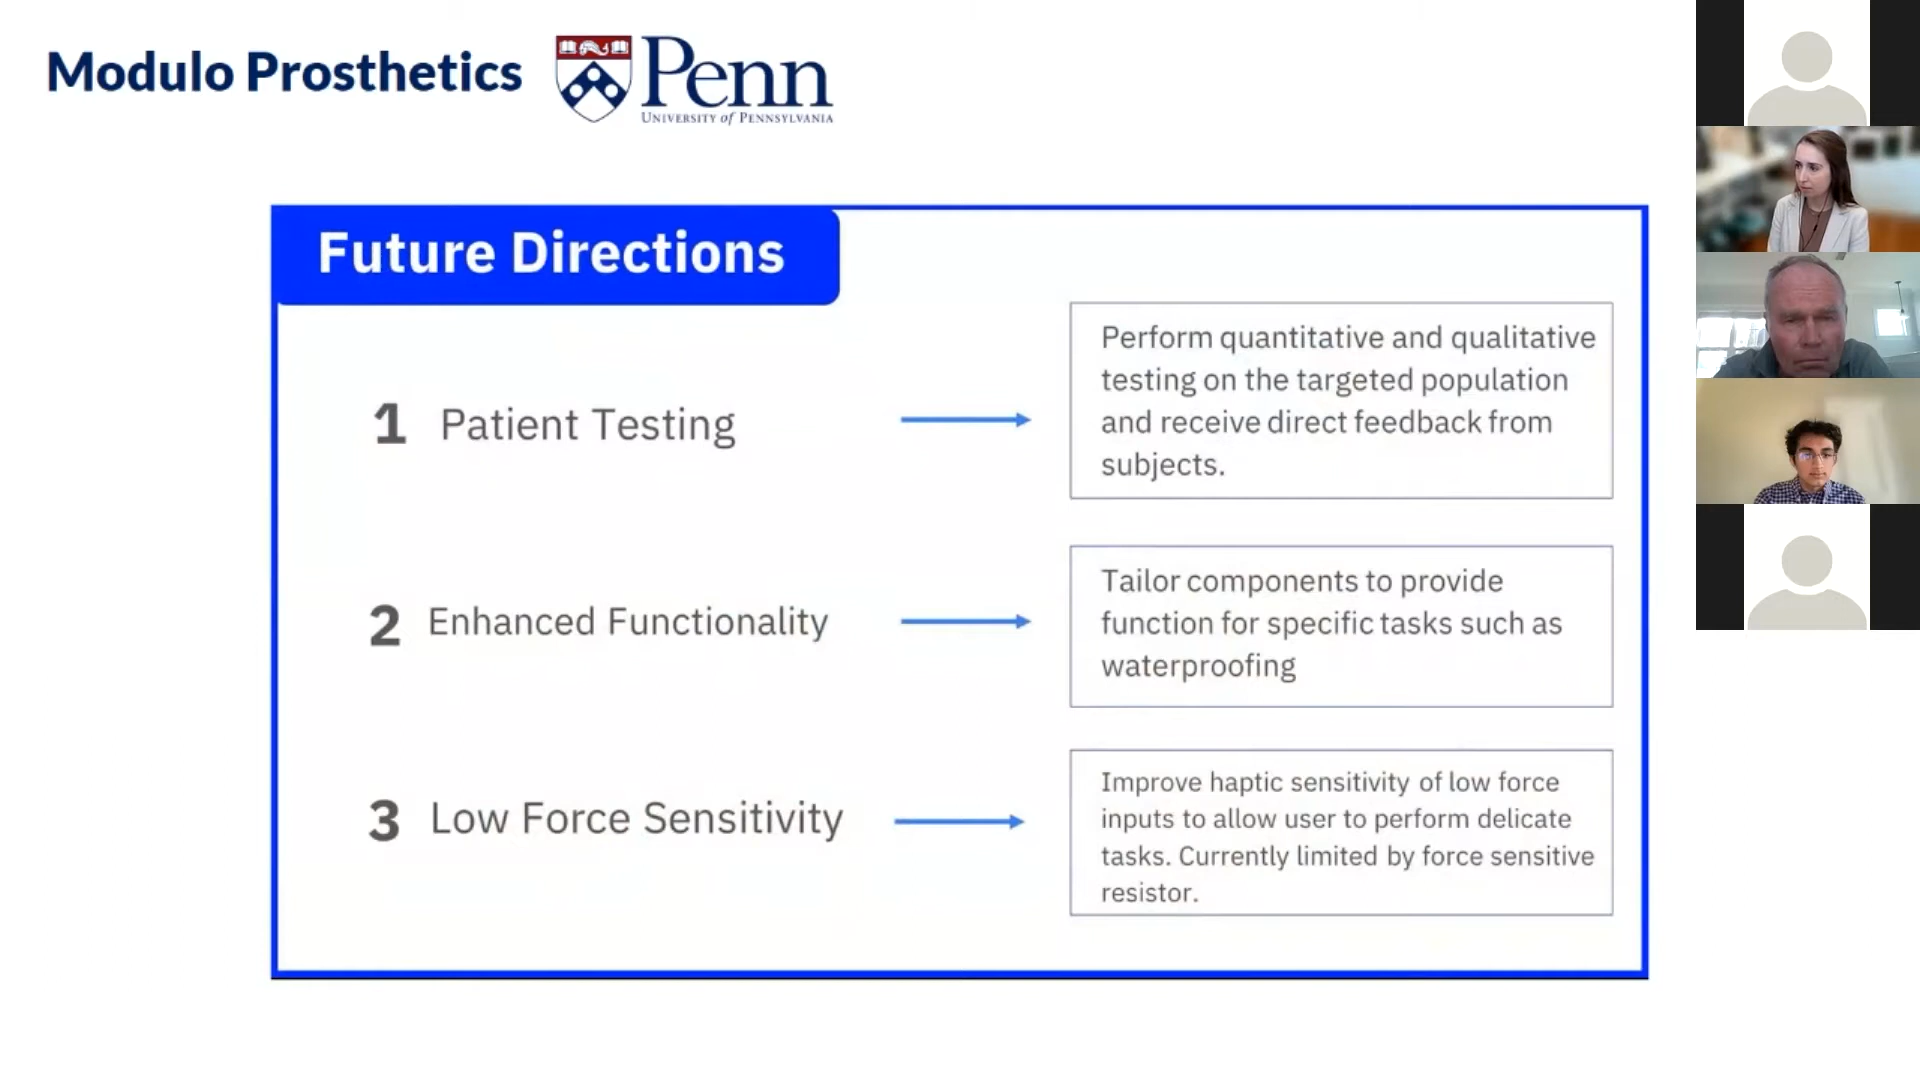 Modulo Prosthetics
Penn
UNIVERSITY of PENNSYLVANIA
Future Directions
1 Patient Testing
Perform quantitative and qualitative
testing on the targeted population
and receive direct feedback from
subjects.
2 Enhanced Functionality
Tailor components to provide
function for specific tasks such as
waterproofing
3 Low Force Sensitivity
Improve haptic sensitivity of low force
inputs to allow user to perform delicate
tasks. Currently limited by force sensitive
resistor.